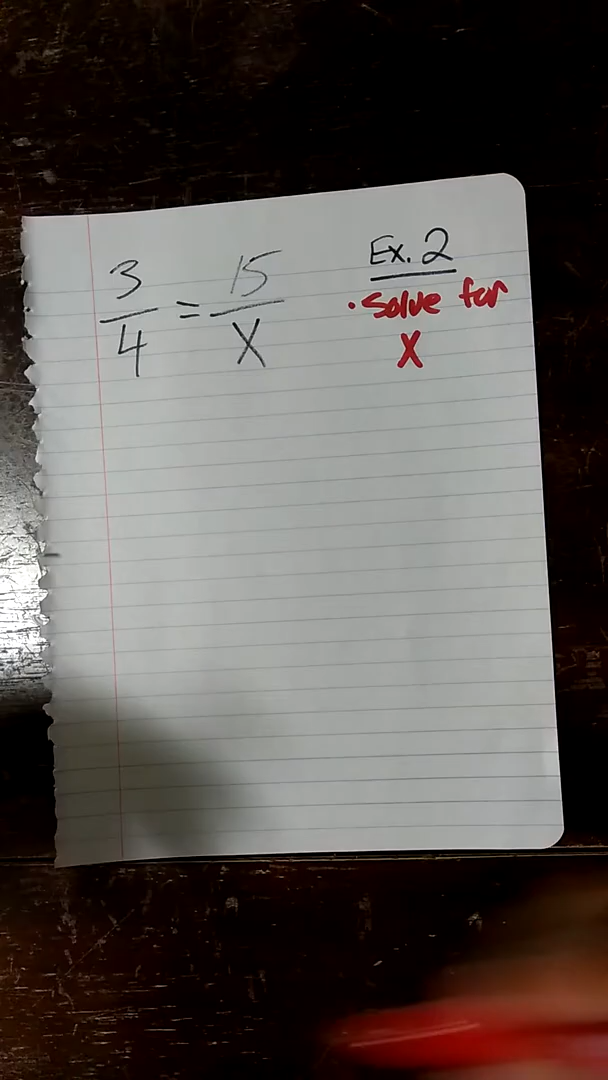 3/4 = 15/X
Ex. 2
• Solve for
X